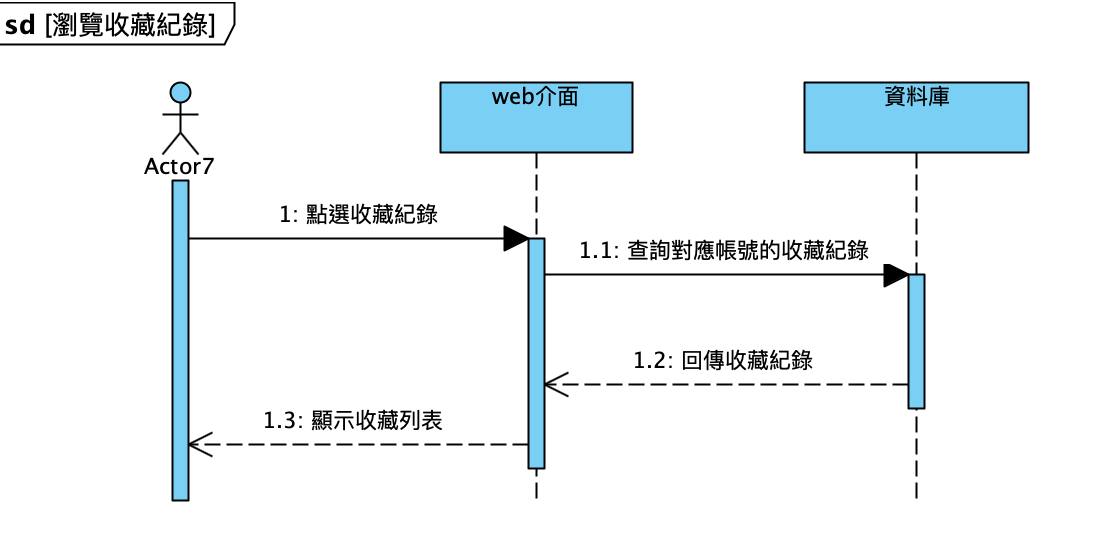 sd [瀏覽收藏紀錄]
web介面
資料庫
Actor7
1: 點選收藏紀錄
1.1: 查詢對應帳號的收藏紀錄
1.2: 回傳收藏紀錄
1.3: 顯示收藏列表